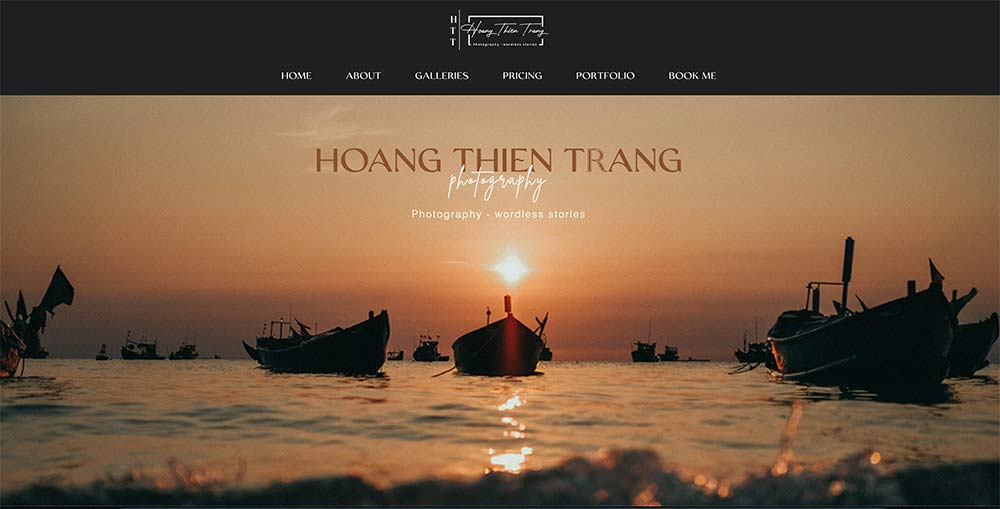 HTT
Hoang Thien Trang
Photography - wordless stories
HOME ABOUT GALLERIES PRICING PORTFOLIO BOOK ME
HOANG THIEN TRANG
photography
Photography - wordless stories